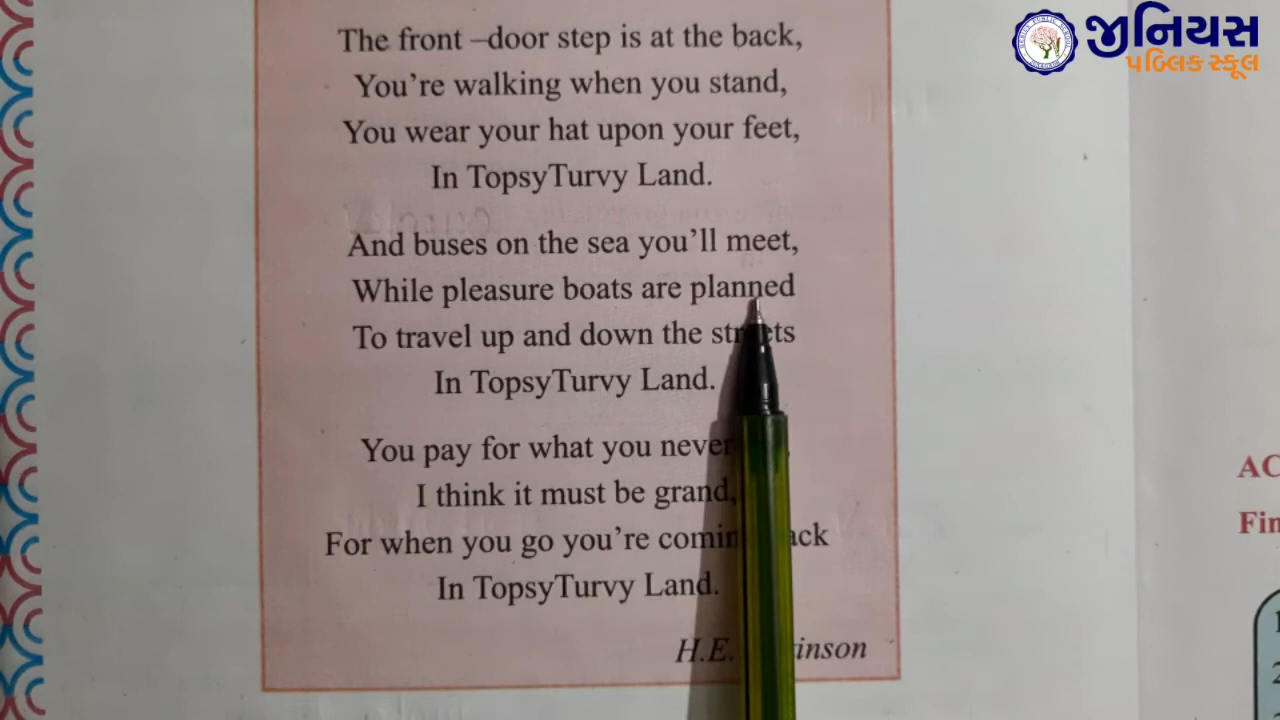 જીનિયસ
પબ્લિક સ્કૂલ
The front –door step is at the back,
You're walking when you stand,
You wear your hat upon your feet,
In TopsyTurvy Land.
And buses on the sea you'll meet,
While pleasure boats are planned
To travel up and down the streets
In TopsyTurvy Land.
You pay for what you never
I think it must be grand,
For when you go you're coming back
In TopsyTurvy Land.
H.E.